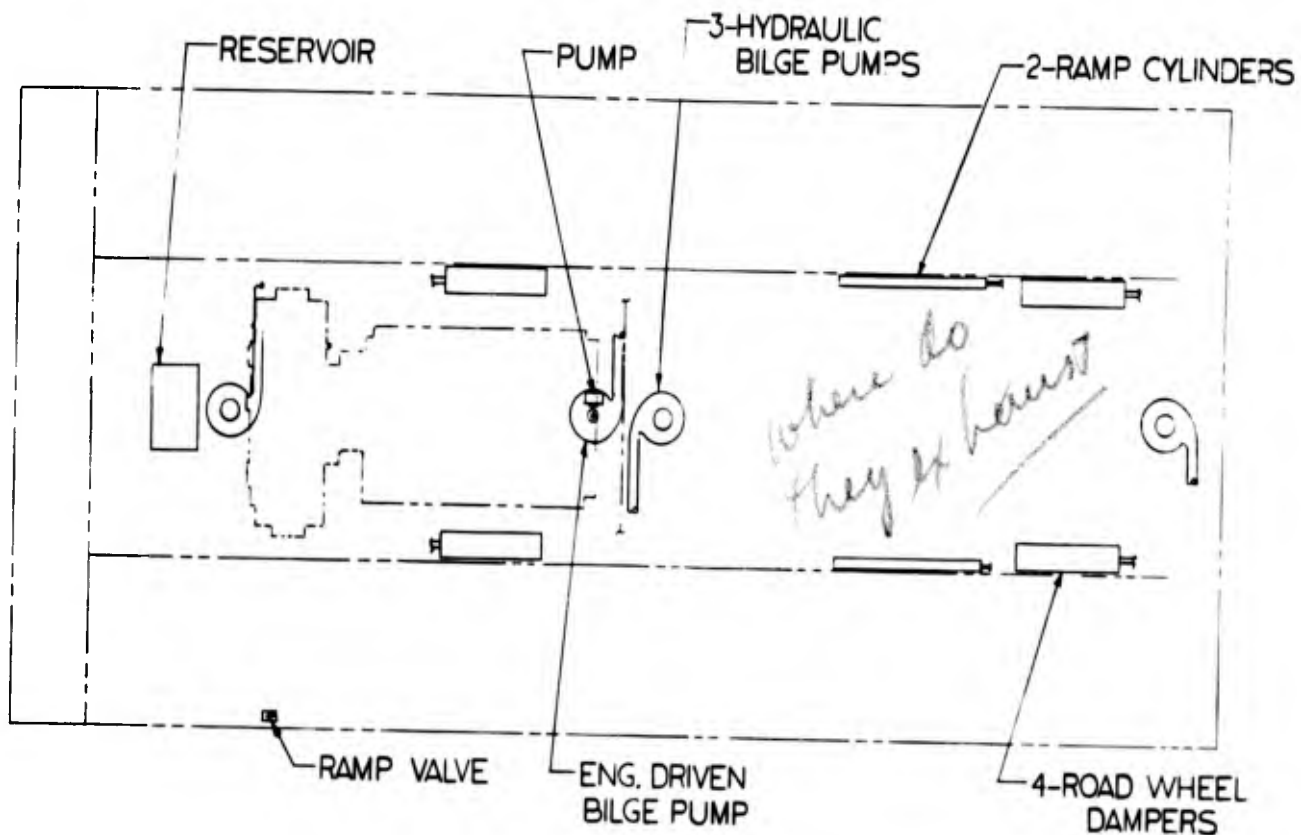 RESERVOIR
PUMP
3-HYDRAULIC
BILGE PUMPS
2-RAMP CYLINDERS
where do
they exhaust
RAMP VALVE
ENG. DRIVEN
BILGE PUMP
4-ROAD WHEEL
DAMPERS